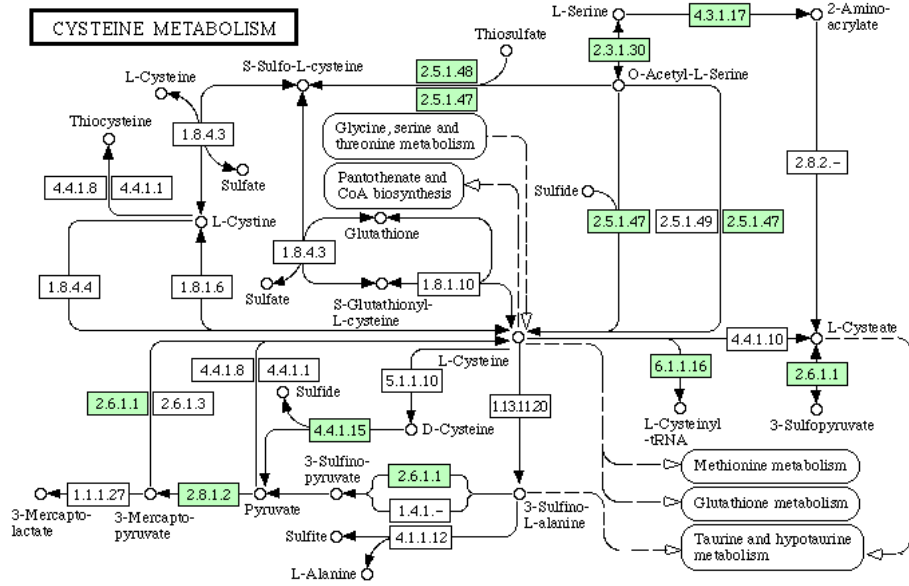 CYSTEINE METABOLISM
L-Serine
4.3.1.17
2-Amino-
acrylate
Thiosulfate
2.3.1.30
L-Cysteine
S-Sulfo-L-cysteine
2.5.1.48
O-Acetyl-L-Serine
2.5.1.47
Thiocysteine
1.8.4.3
Glycine, serine and
threonine metabolism
2.8.2.-
4.4.1.8
4.4.1.1
Sulfate
Pantothenate and
CoA biosynthesis
Sulfide
L-Cystine
Glutathione
2.5.1.47
2.5.1.49
2.5.1.47
1.8.4.3
1.8.4.4
1.8.1.6
Sulfate
1.8.1.10
S-Glutathionyl-
L-cysteine
L-Cysteine
4.4.1.10
L-Cysteate
4.4.1.8
4.4.1.1
5.1.1.10
6.1.1.16
2.6.1.1
2.6.1.1
2.6.1.3
Sulfide
1.13.11.20
4.4.1.15
D-Cysteine
L-Cysteinyl
-tRNA
3-Sulfopyruvate
3-Sulfino-
pyruvate
2.6.1.1
Methionine metabolism
1.1.1.27
2.8.1.2
Pyruvate
1.4.1.-
3-Sulfino-
L-alanine
Glutathione metabolism
3-Mercapto-
lactate
3-Mercapto-
pyruvate
Sulfite
4.1.1.12
Taurine and hypotaurine
metabolism
L-Alanine